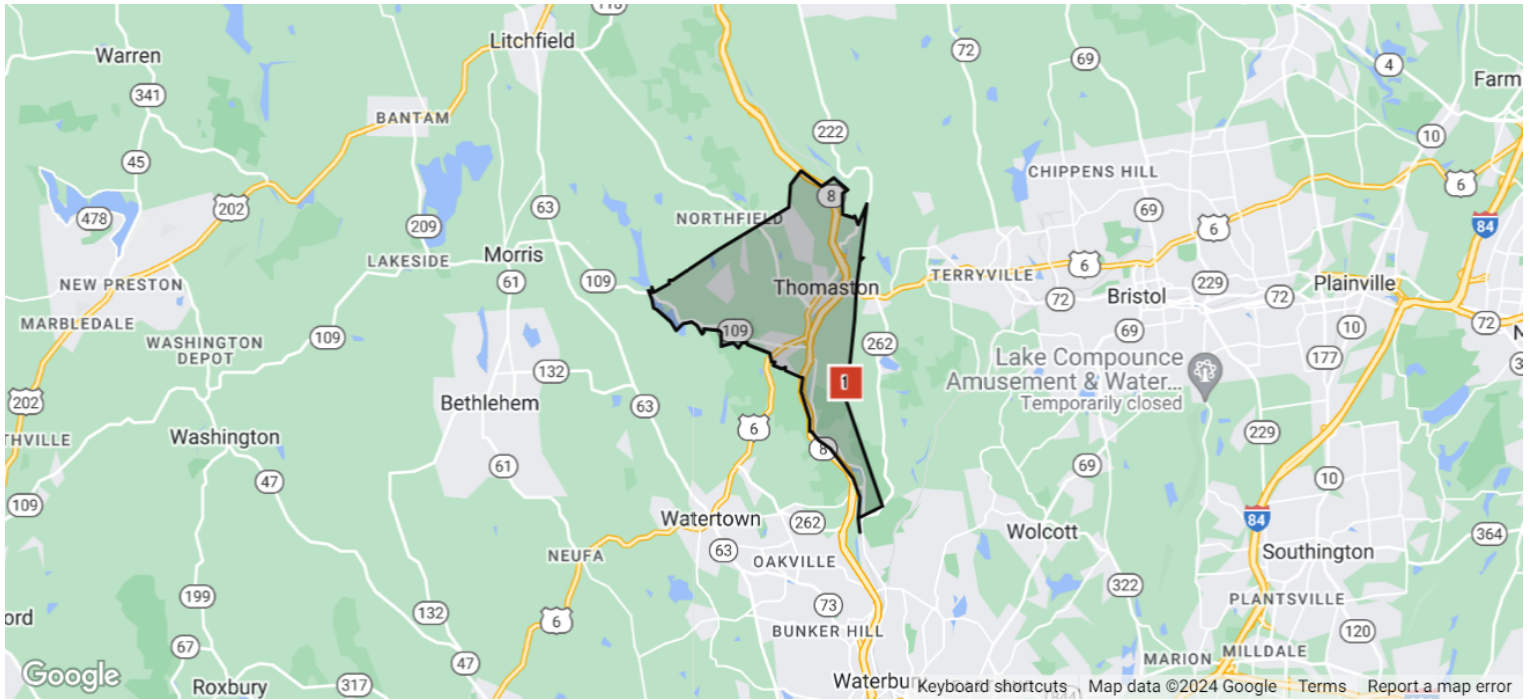 118
Litchfield
Warren
72
69
4
341
Farm
BANTAM
10
222
45
CHIPPENS HILL
6
8
202
63
69
478
NORTHFIELD
6
209
84
202
Morris
LAKESIDE
TERRYVILLE
6
109
61
229
Plainville
NEW PRESTON
Thomaston
72
Bristol
72
MARBLEDALE
109
69
10
72
WASHINGTON
DEPOT
109
262
177
Lake Compounce
Amusement & Water...
Temporarily closed
132
1
202
Bethlehem
63
6
229
THVILLE
Washington
8
69
61
10
47
109
Watertown
262
84
Wolcott
364
63
Southington
NEUFA
OAKVILLE
322
199
73
PLANTSVILLE
132
6
ord
BUNKER HILL
120
67
47
MARION
MILLDALE
Google
Roxbury
317
Waterbury
Keyboard shortcuts
Map data ©2024 Google
Terms
Report a map error